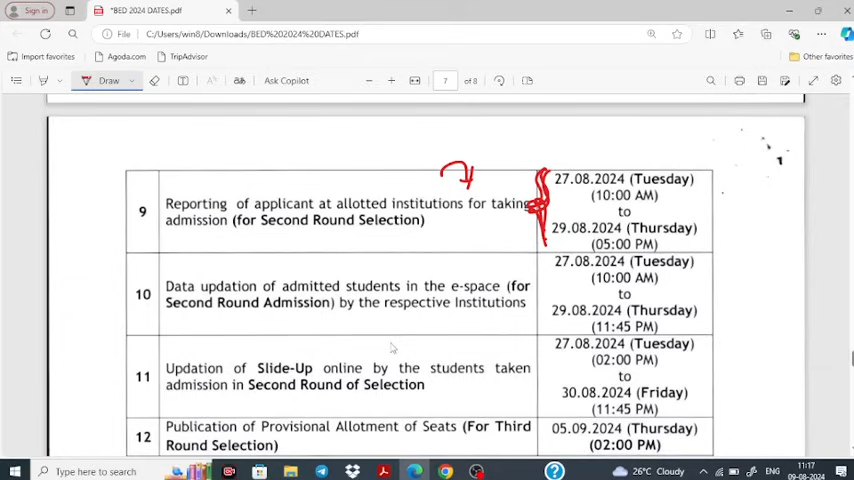 Sign in
*BED 2024 DATES.pdf
File
C:/Users/win8/Downloads/BED%202024%20DATES.pdf
Import favorites
Agoda.com
TripAdvisor
Other favorites
Draw
Ask Copilot
7
of 8
1
9
Reporting of applicant at allotted institutions for taking
admission (for Second Round Selection)
27.08.2024 (Tuesday)
(10:00 AM)
to
29.08.2024 (Thursday)
(05:00 PM)
10
Data updation of admitted students in the e-space (for
Second Round Admission) by the respective Institutions
27.08.2024 (Tuesday)
(10:00 AM)
to
29.08.2024 (Thursday)
(11:45 PM)
11
Updation of Slide-Up online by the students taken
admission in Second Round of Selection
27.08.2024 (Tuesday)
(02:00 PM)
to
30.08.2024 (Friday)
(11:45 PM)
12
Publication of Provisional Allotment of Seats (For Third
Round Selection)
05.09.2024 (Thursday)
(02:00 PM)
Type here to search
26°C Cloudy
ENG
11:17
09-08-2024